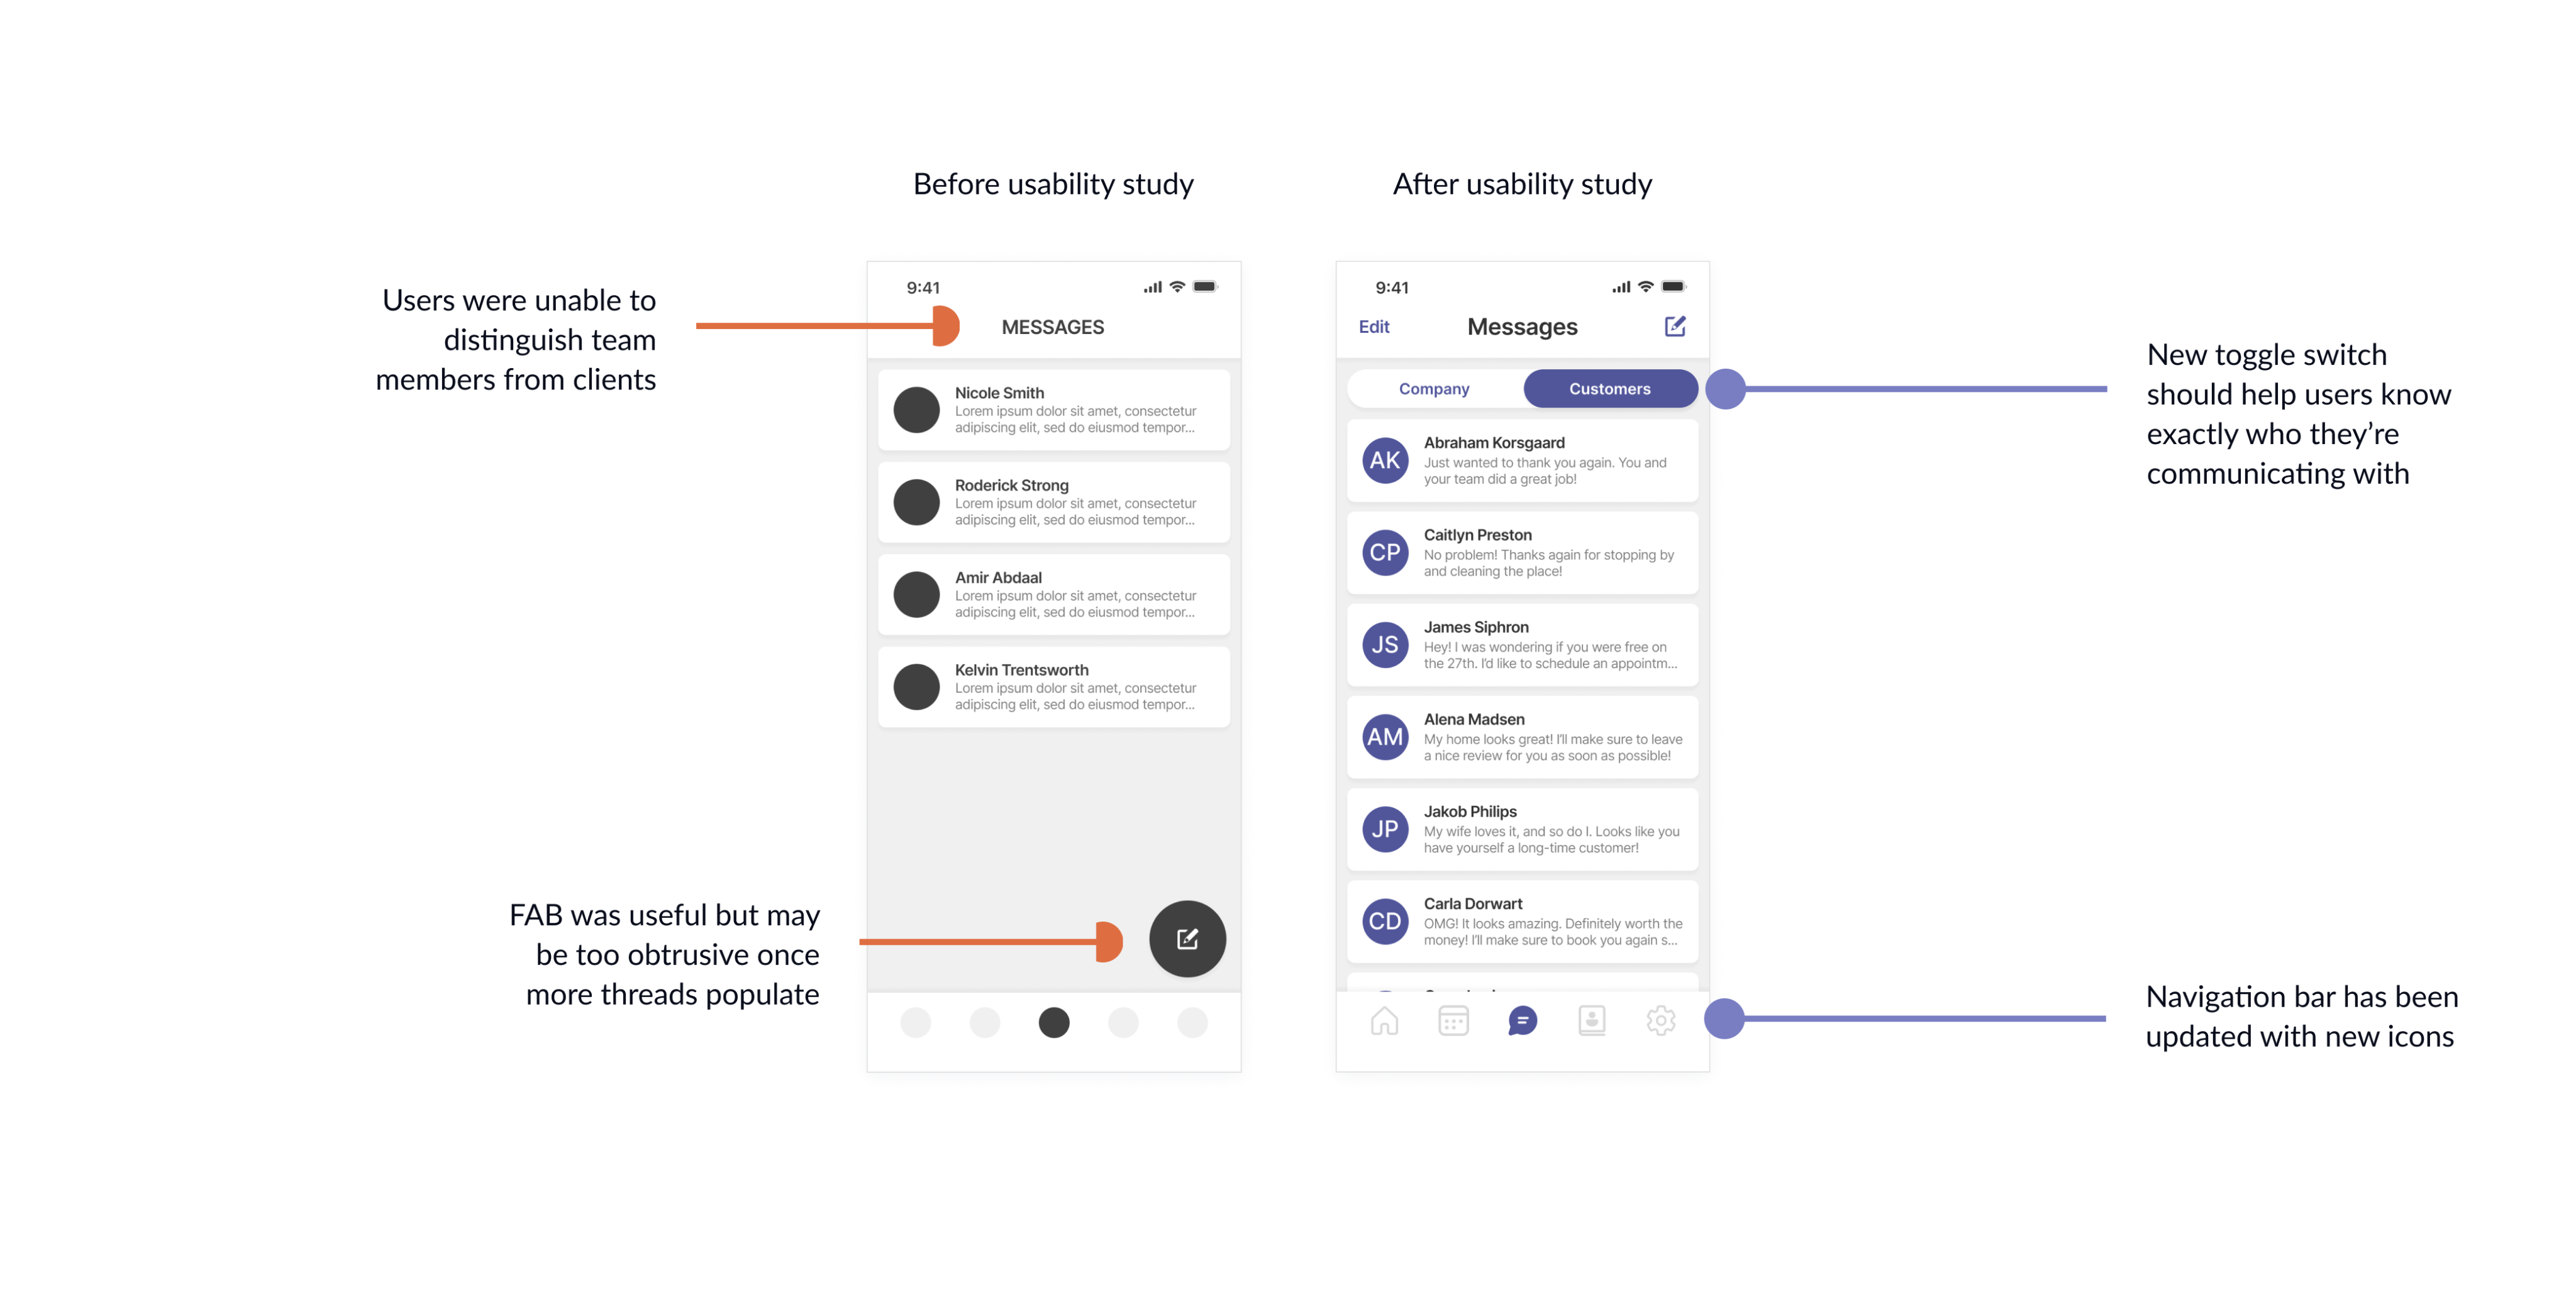 Before usability study
After usability study
Users were unable to
distinguish team
members from clients
FAB was useful but may
be too obtrusive once
more threads populate
9:41
MESSAGES
Nicole Smith
Lorem ipsum dolor sit amet, consectetur
adipiscing elit, sed do eiusmod tempor...
Roderick Strong
Lorem ipsum dolor sit amet, consectetur
adipiscing elit, sed do eiusmod tempor...
Amir Abdaal
Lorem ipsum dolor sit amet, consectetur
adipiscing elit, sed do eiusmod tempor...
Kelvin Trentsworth
Lorem ipsum dolor sit amet, consectetur
adipiscing elit, sed do eiusmod tempor...
9:41
Edit
Messages
Company
Customers
AK
Abraham Korsgaard
Just wanted to thank you again. You and
your team did a great job!
CP
Caitlyn Preston
No problem! Thanks again for stopping by
and cleaning the place!
JS
James Siphron
Hey! I was wondering if you were free on
the 27th. I'd like to schedule an appointm...
AM
Alena Madsen
My home looks great! I'll make sure to leave
a nice review for you as soon as possible!
JP
Jakob Philips
My wife loves it, and so do I. Looks like you
have yourself a long-time customer!
CD
Carla Dorwart
OMG! It looks amazing. Definitely worth the
money! I'll make sure to book you again s...
New toggle switch
should help users know
exactly who they're
communicating with
Navigation bar has been
updated with new icons